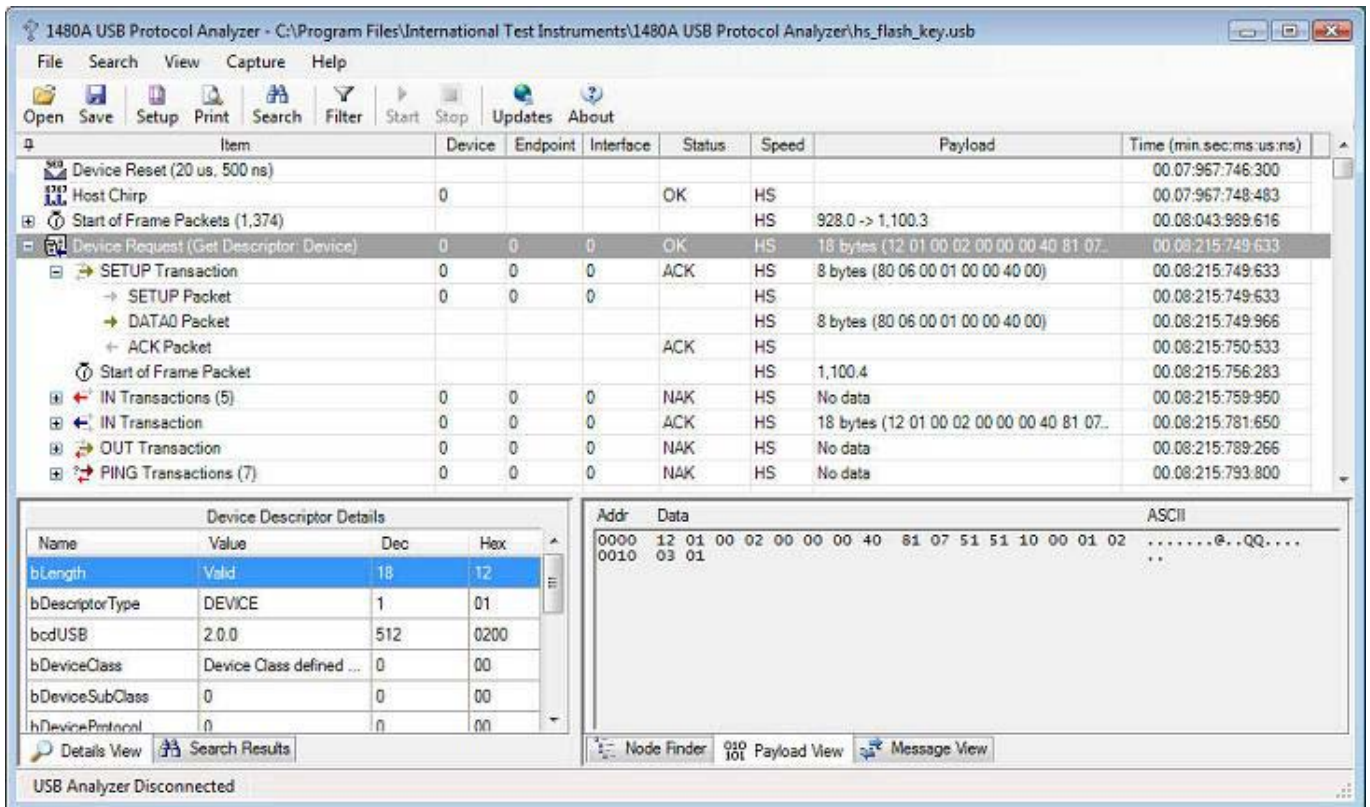 1480A USB Protocol Analyzer - C:\Program Files\International Test Instruments\1480A USB Protocol Analyzer\hs_flash_key.usb
File Search View Capture Help
Open Save Setup Print Search Filter Start Stop Updates About
Item Device Endpoint Interface Status Speed Payload Time (min.sec:ms:us:ns)
Device Reset (20 us, 500 ns) 00.07:967:746:300
Host Chirp 0 OK HS 00.07:967:748:483
Start of Frame Packets (1,374) HS 928.0 -> 1,100.3 00.08:043:989:616
Device Request (Get Descriptor: Device) 0 0 0 OK HS 18 bytes (12 01 00 02 00 00 00 40 81 07.. 00.08:215:749:633
SETUP Transaction 0 0 0 ACK HS 8 bytes (80 06 00 01 00 00 40 00) 00.08:215:749:633
SETUP Packet 0 0 0 HS 00.08:215:749:633
DATA0 Packet HS 8 bytes (80 06 00 01 00 00 40 00) 00.08:215:749:966
ACK Packet ACK HS 00.08:215:750:533
Start of Frame Packet HS 1,100.4 00.08:215:756:283
IN Transactions (5) 0 0 0 NAK HS No data 00.08:215:759:950
IN Transaction 0 0 0 ACK HS 18 bytes (12 01 00 02 00 00 00 40 81 07.. 00.08:215:781:650
OUT Transaction 0 0 0 NAK HS No data 00.08:215:789:266
PING Transactions (7) 0 0 0 NAK HS No data 00.08:215:793:800
Device Descriptor Details
Name Value Dec Hex
bLength Valid 18 12
bDescriptorType DEVICE 1 01
bcdUSB 2.0.0 512 0200
bDeviceClass Device Class defined ... 0 00
bDeviceSubClass 0 0 00
bDeviceProtocol 0 0 00
Details View Search Results
Addr Data ASCII
0000 12 01 00 02 00 00 00 40 81 07 51 51 10 00 01 02 .......@..QQ....
0010 03 01 ..
Node Finder Payload View Message View
USB Analyzer Disconnected